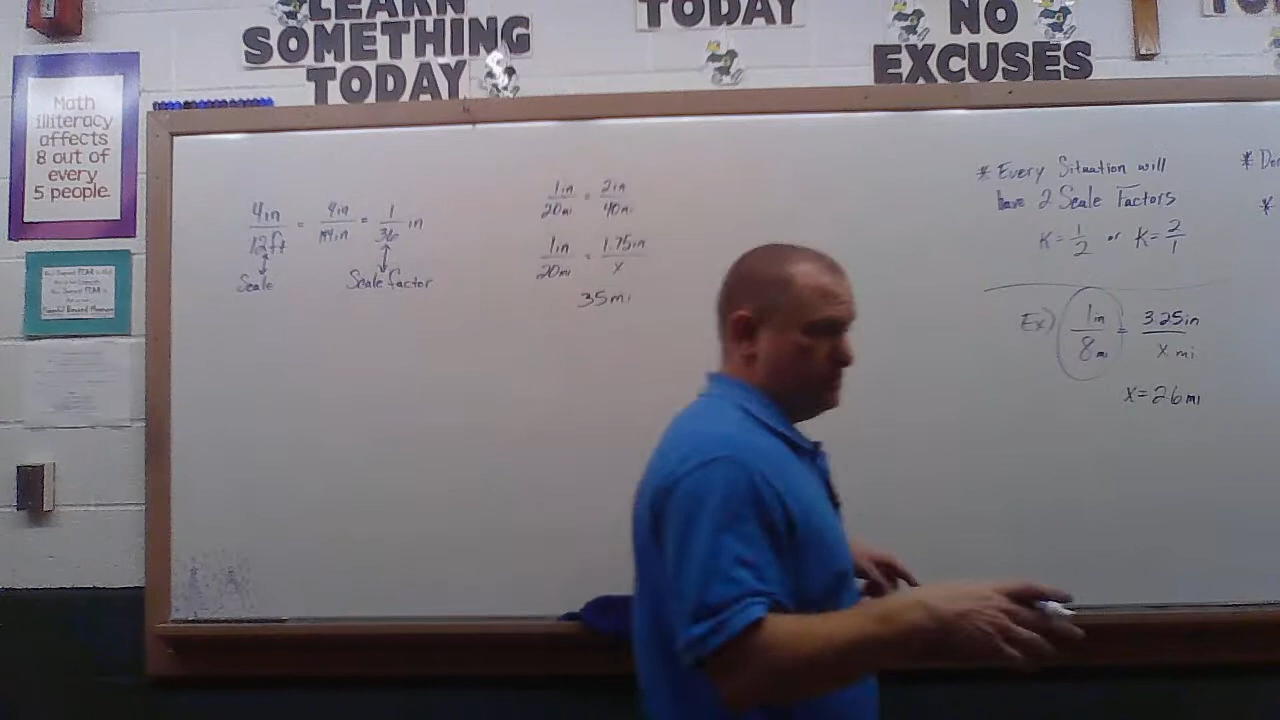 LEARN
SOMETHING
TODAY
TODAY
NO
EXCUSES
Math
illiteracy
affects
8 out of
every
5 people.
4in/12ft = 4in/144in = 1/36 in
Scale
Scale factor
1in/20mi = 2in/40mi
1in/20mi = 1.75in/x
35mi
* Every Situation will
have 2 Scale Factors
K=1/2 or K=2/1
Ex) 1in/8mi = 3.25in/x mi
x=26mi
*
*